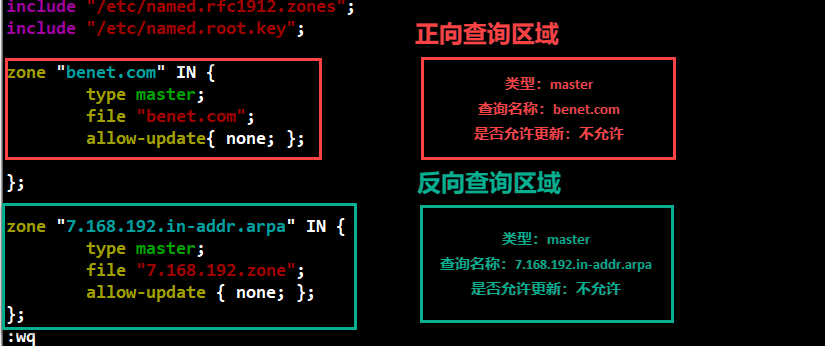 include "/etc/named.rfc1912.zones";
include "/etc/named.root.key";
zone "benet.com" IN {
type master;
file "benet.com";
allow-update{ none; };
};
zone "7.168.192.in-addr.arpa" IN {
type master;
file "7.168.192.zone";
allow-update { none; };
};
:wq
正向查询区域
类型：master
查询名称：benet.com
是否允许更新：不允许
反向查询区域
类型：master
查询名称：7.168.192.in-addr.arpa
是否允许更新：不允许